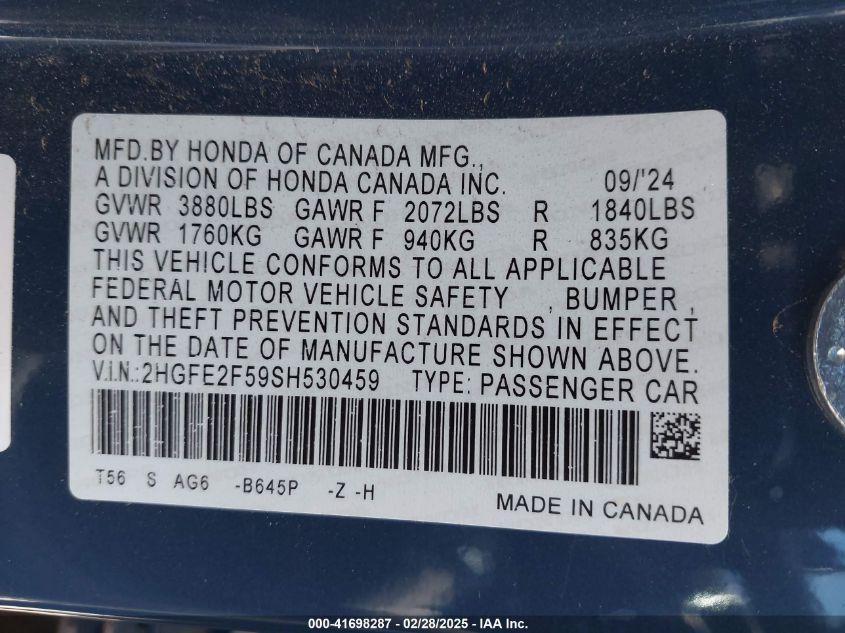 MFD.BY HONDA OF CANADA MFG.,
A DIVISION OF HONDA CANADA INC. 09/'24
GVWR 3880LBS GAWR F 2072LBS R 1840LBS
GVWR 1760KG GAWR F 940KG R 835KG
THIS VEHICLE CONFORMS TO ALL APPLICABLE
FEDERAL MOTOR VEHICLE SAFETY , BUMPER ,
AND THEFT PREVENTION STANDARDS IN EFFECT
ON THE DATE OF MANUFACTURE SHOWN ABOVE.
V.I.N.:2HGFE2F59SH530459 TYPE: PASSENGER CAR
T56 S AG6 -B645P -Z -H
MADE IN CANADA
000-41698287 - 02/28/2025 - IAA Inc.